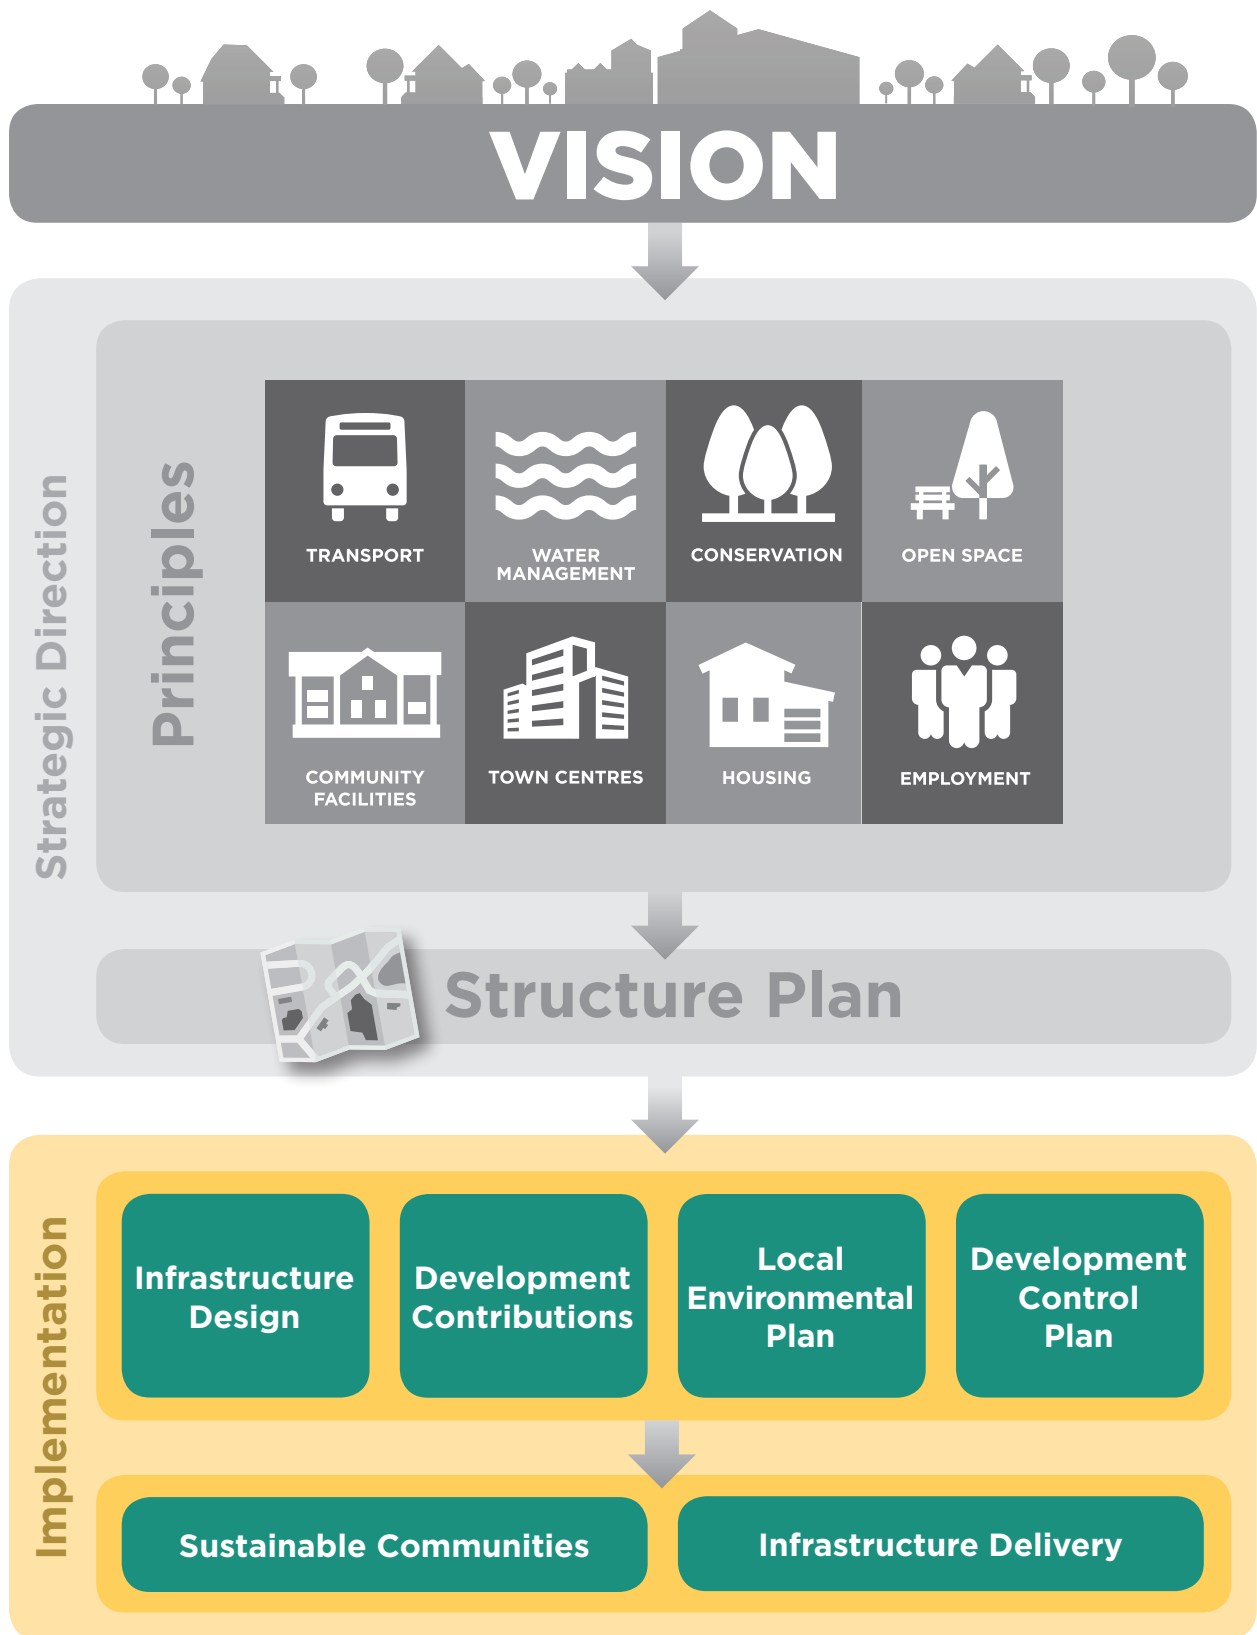 VISION
Strategic Direction
Principles
TRANSPORT
WATER
MANAGEMENT
CONSERVATION
OPEN SPACE
COMMUNITY
FACILITIES
TOWN CENTRES
HOUSING
EMPLOYMENT
Structure Plan
Implementation
Infrastructure
Design
Development
Contributions
Local
Environmental
Plan
Development
Control
Plan
Sustainable Communities
Infrastructure Delivery